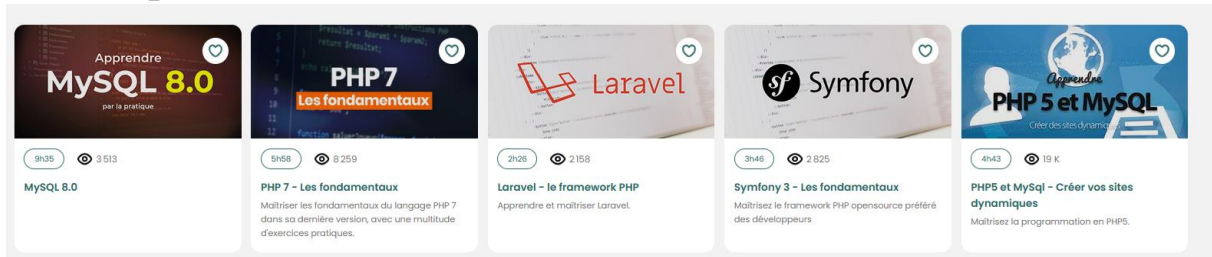 Apprendre
MySQL 8.0
par la pratique
9h35
3 513
MySQL 8.0
PHP 7
Les fondamentaux
5h58
8 259
PHP 7 - Les fondamentaux
Maîtriser les fondamentaux du langage PHP 7
dans sa dernière version, avec une multitude
d'exercices pratiques.
Laravel
2h26
2 158
Laravel - le framework PHP
Apprendre et maîtriser Laravel.
sf Symfony
3h46
2 825
Symfony 3 - Les fondamentaux
Maîtrisez le framework PHP opensource préféré
des développeurs
Apprendre
PHP 5 et MySQL
Créer des sites dynamiques
4h43
19 K
PHP5 et MySql - Créer vos sites
dynamiques
Maîtrisez la programmation en PHP5.